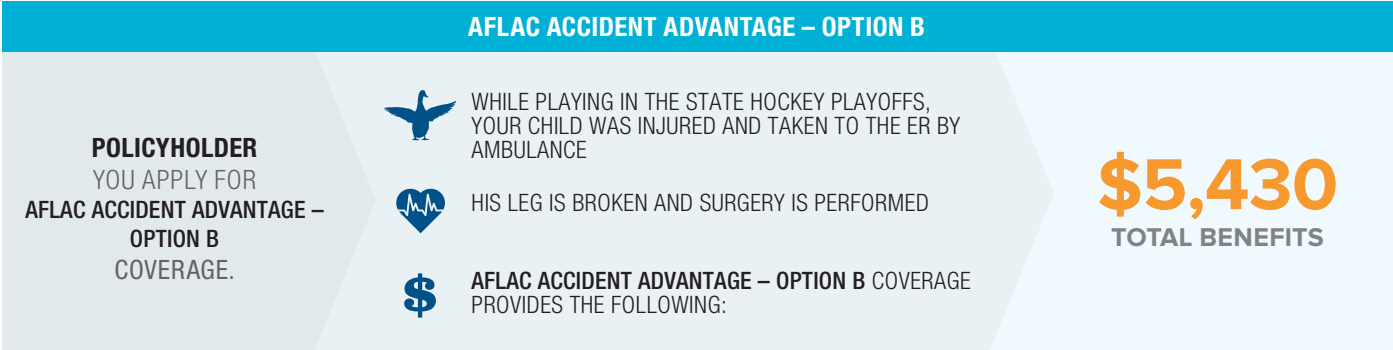 AFLAC ACCIDENT ADVANTAGE – OPTION B
POLICYHOLDER
YOU APPLY FOR
AFLAC ACCIDENT ADVANTAGE –
OPTION B
COVERAGE.
WHILE PLAYING IN THE STATE HOCKEY PLAYOFFS,
YOUR CHILD WAS INJURED AND TAKEN TO THE ER BY
AMBULANCE
HIS LEG IS BROKEN AND SURGERY IS PERFORMED
$
AFLAC ACCIDENT ADVANTAGE – OPTION B COVERAGE
PROVIDES THE FOLLOWING:
$5,430
TOTAL BENEFITS